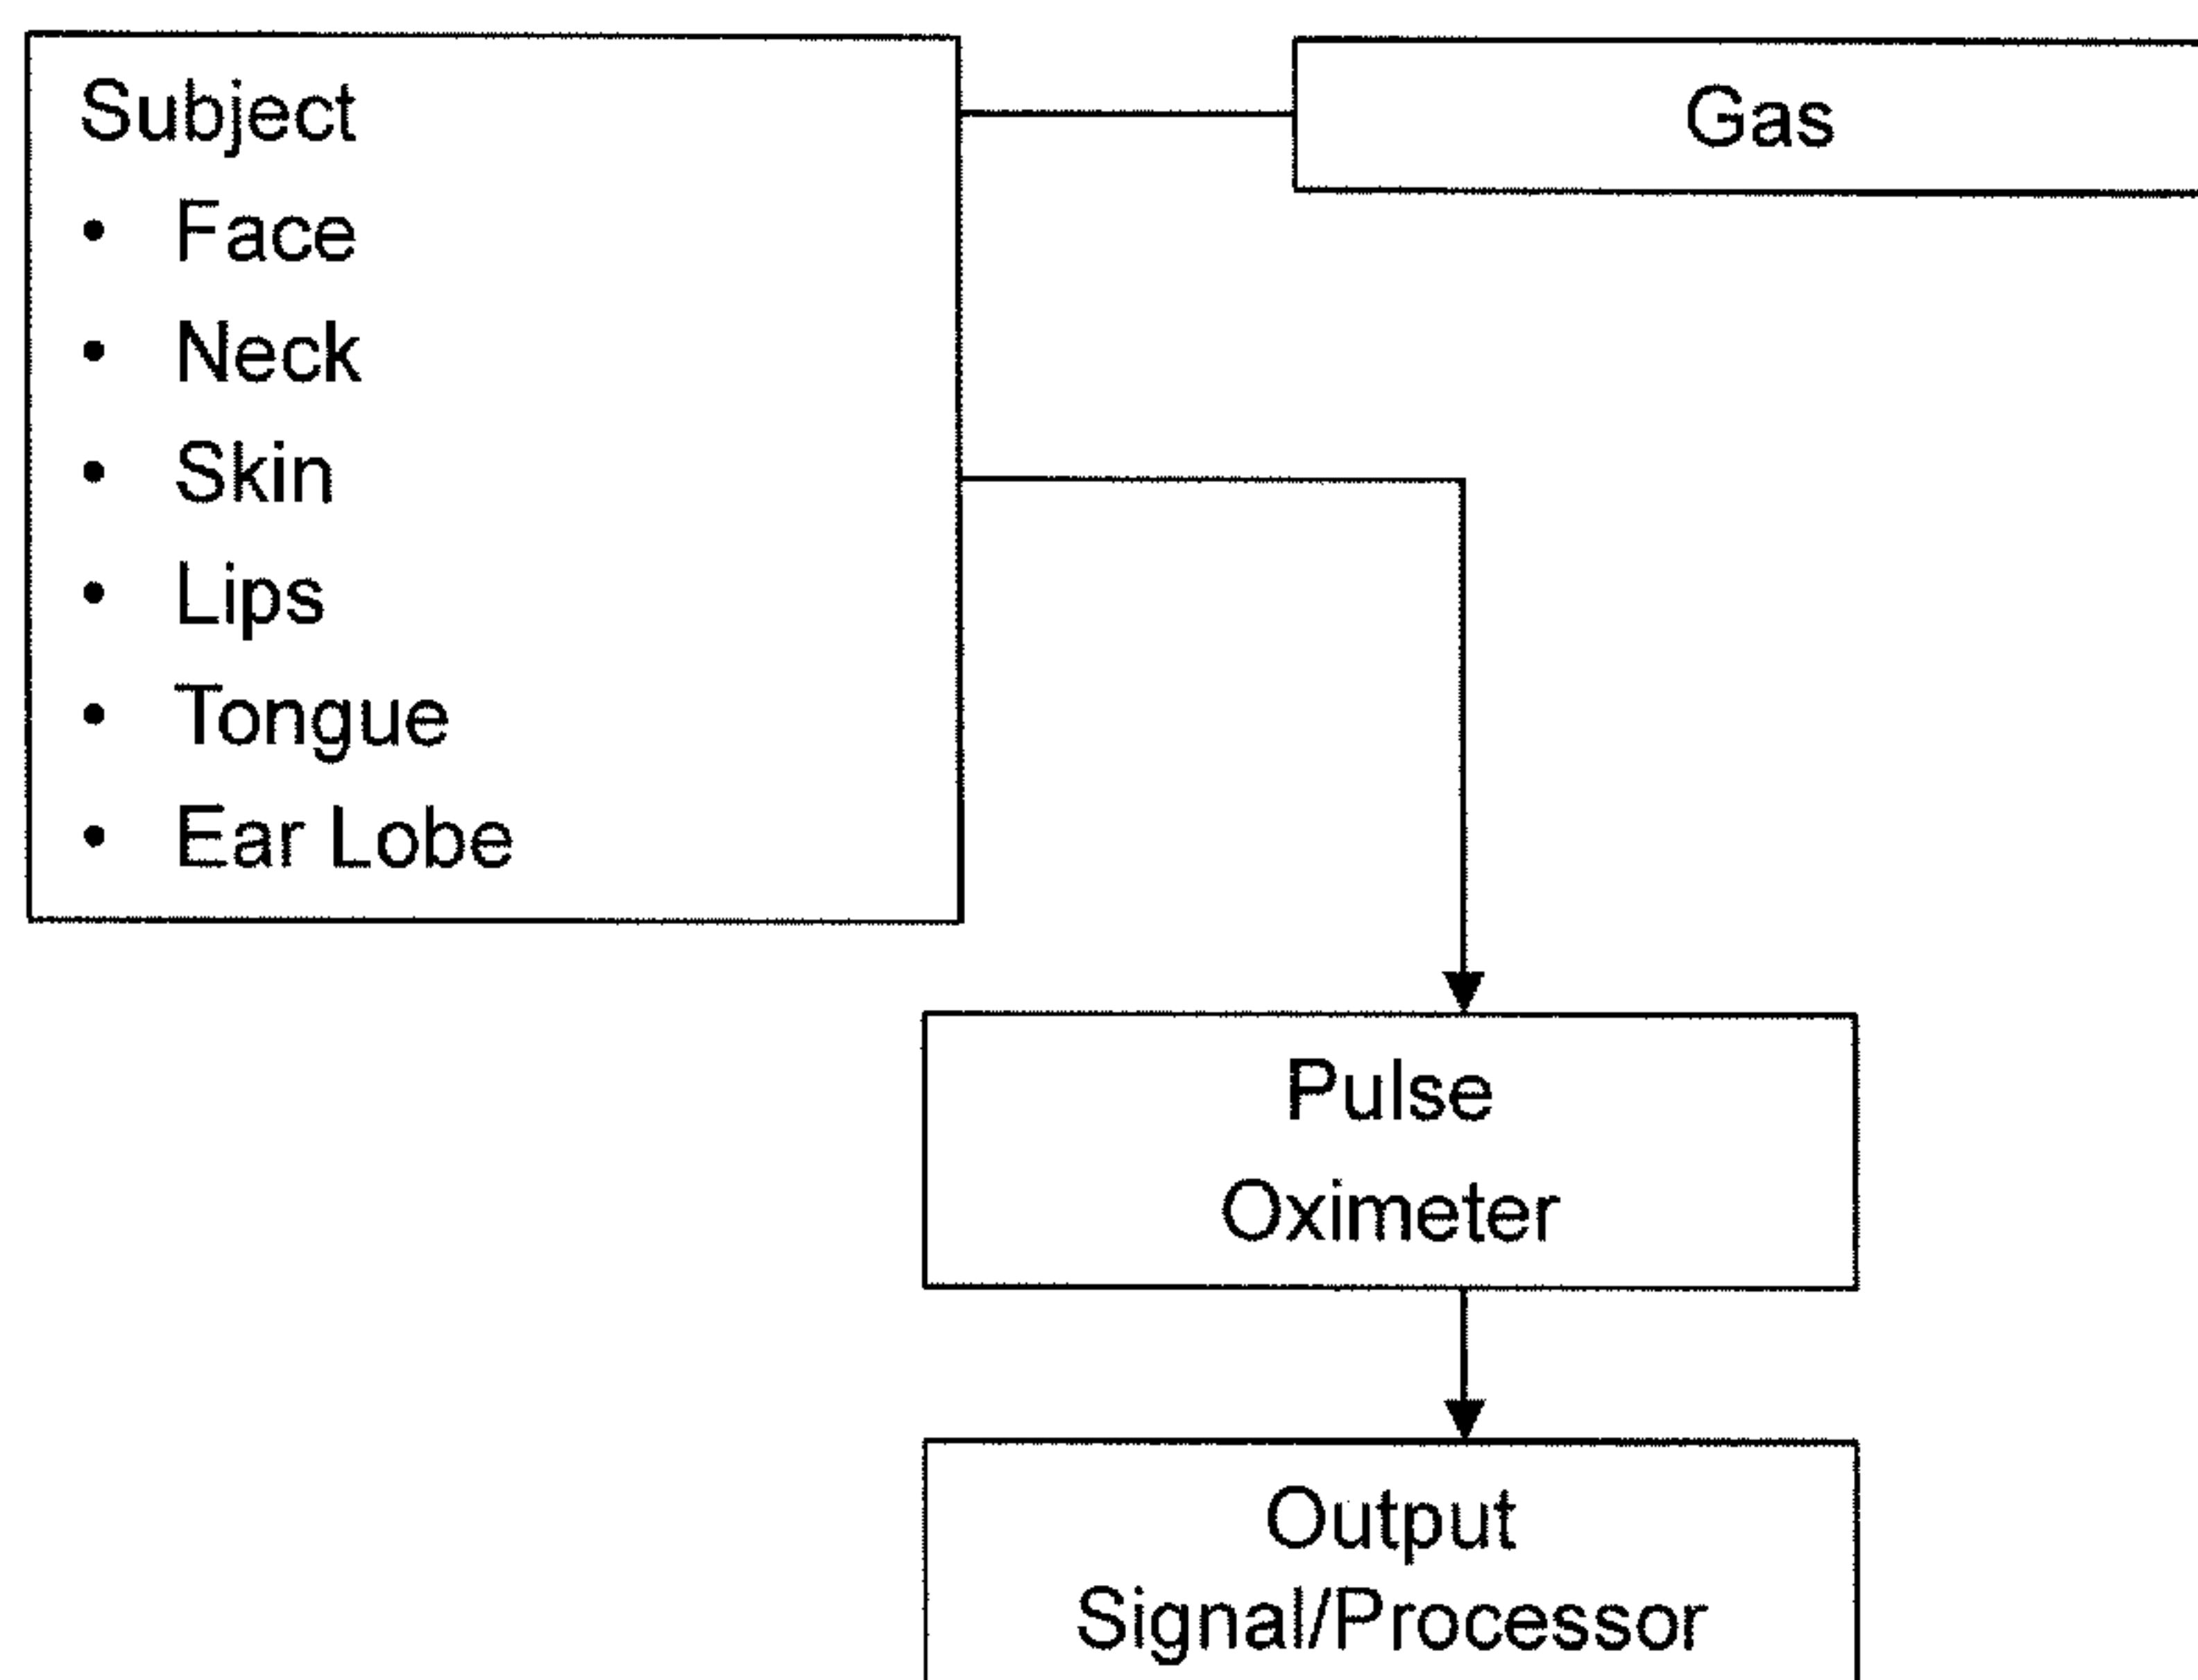 Subject
• Face
• Neck
• Skin
• Lips
• Tongue
• Ear Lobe
Gas
Pulse
Oximeter
Output
Signal/Processor